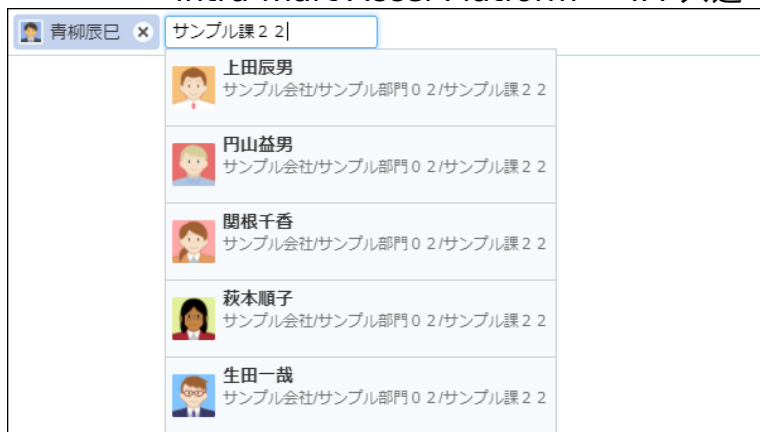 青柳辰巳 × サンプル課２２
上田辰男
サンプル会社/サンプル部門０２/サンプル課２２
円山益男
サンプル会社/サンプル部門０２/サンプル課２２
関根千香
サンプル会社/サンプル部門０２/サンプル課２２
萩本順子
サンプル会社/サンプル部門０２/サンプル課２２
生田一哉
サンプル会社/サンプル部門０２/サンプル課２２